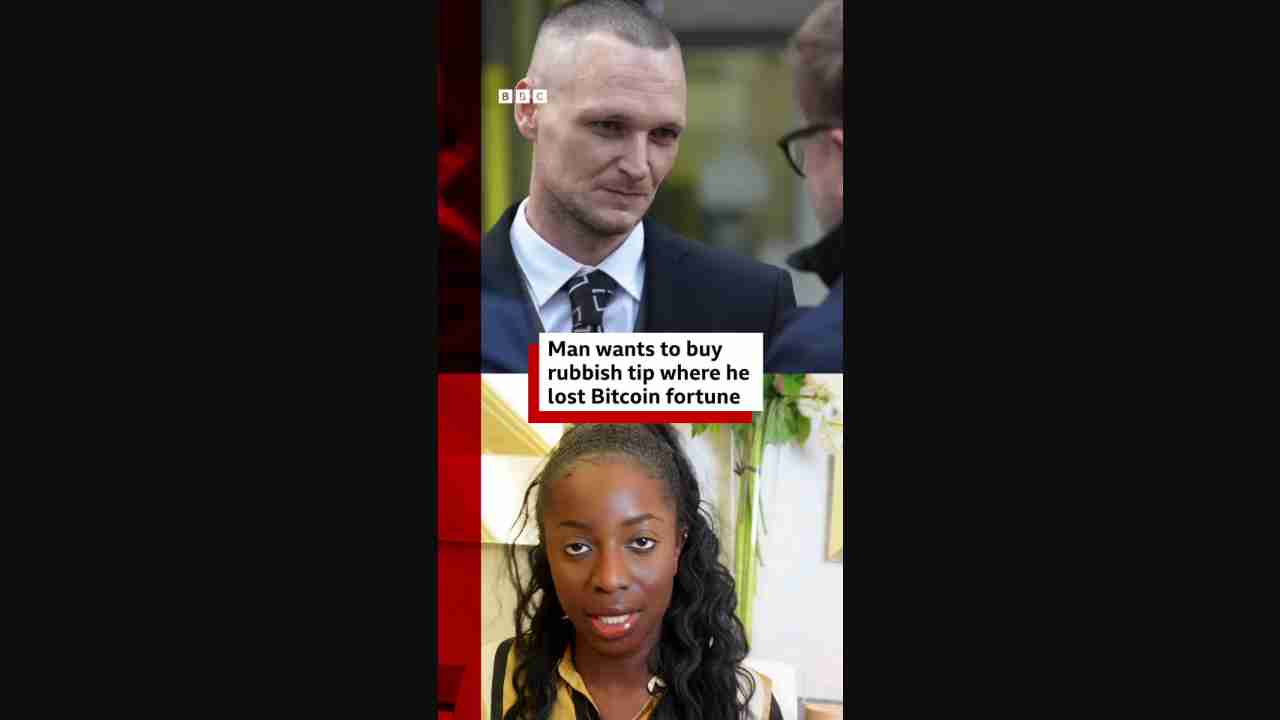 BBC
Man wants to buy
rubbish tip where he
lost Bitcoin fortune